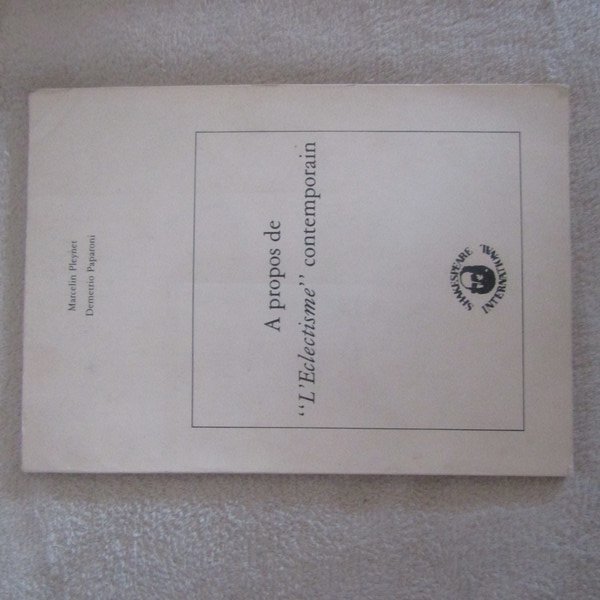 Marcelin Pleynet
Demetrio Paparoni
A propos de
"L'Eclectisme" contemporain
SHAKESPEARE
INTERNATIONAL